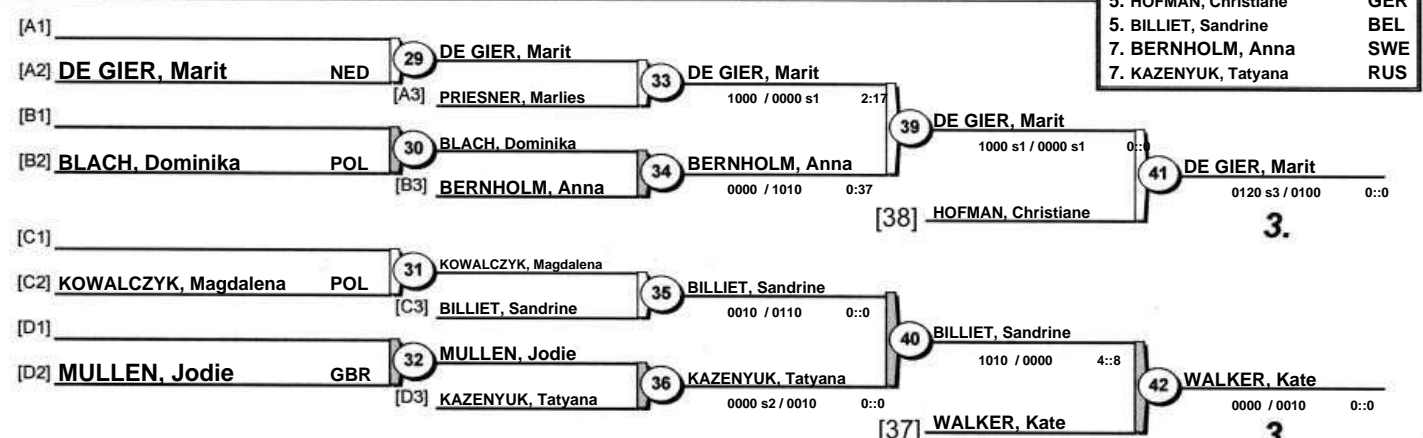 5. HOFMAN, Christiane GER
5. BILLIET, Sandrine BEL
7. BERNHOLM, Anna SWE
7. KAZENYUK, Tatyana RUS
[A1]
[A2] DE GIER, Marit NED
29
DE GIER, Marit
[A3] PRIESNER, Marlies
33
DE GIER, Marit
1000 / 0000 s1 2:17
[B1]
[B2] BLACH, Dominika POL
30
BLACH, Dominika
[B3] BERNHOLM, Anna
34
BERNHOLM, Anna
0000 / 1010 0:37
39
DE GIER, Marit
1000 s1 / 0000 s1 0::0
[38] HOFMAN, Christiane
41
DE GIER, Marit
0120 s3 / 0100 0::0
3.
[C1]
[C2] KOWALCZYK, Magdalena POL
31
KOWALCZYK, Magdalena
[C3] BILLIET, Sandrine
35
BILLIET, Sandrine
0010 / 0110 0::0
[D1]
[D2] MULLEN, Jodie GBR
32
MULLEN, Jodie
[D3] KAZENYUK, Tatyana
36
KAZENYUK, Tatyana
0000 s2 / 0010 0::0
40
BILLIET, Sandrine
1010 / 0000 4::8
[37] WALKER, Kate
42
WALKER, Kate
0000 / 0010 0::0
3